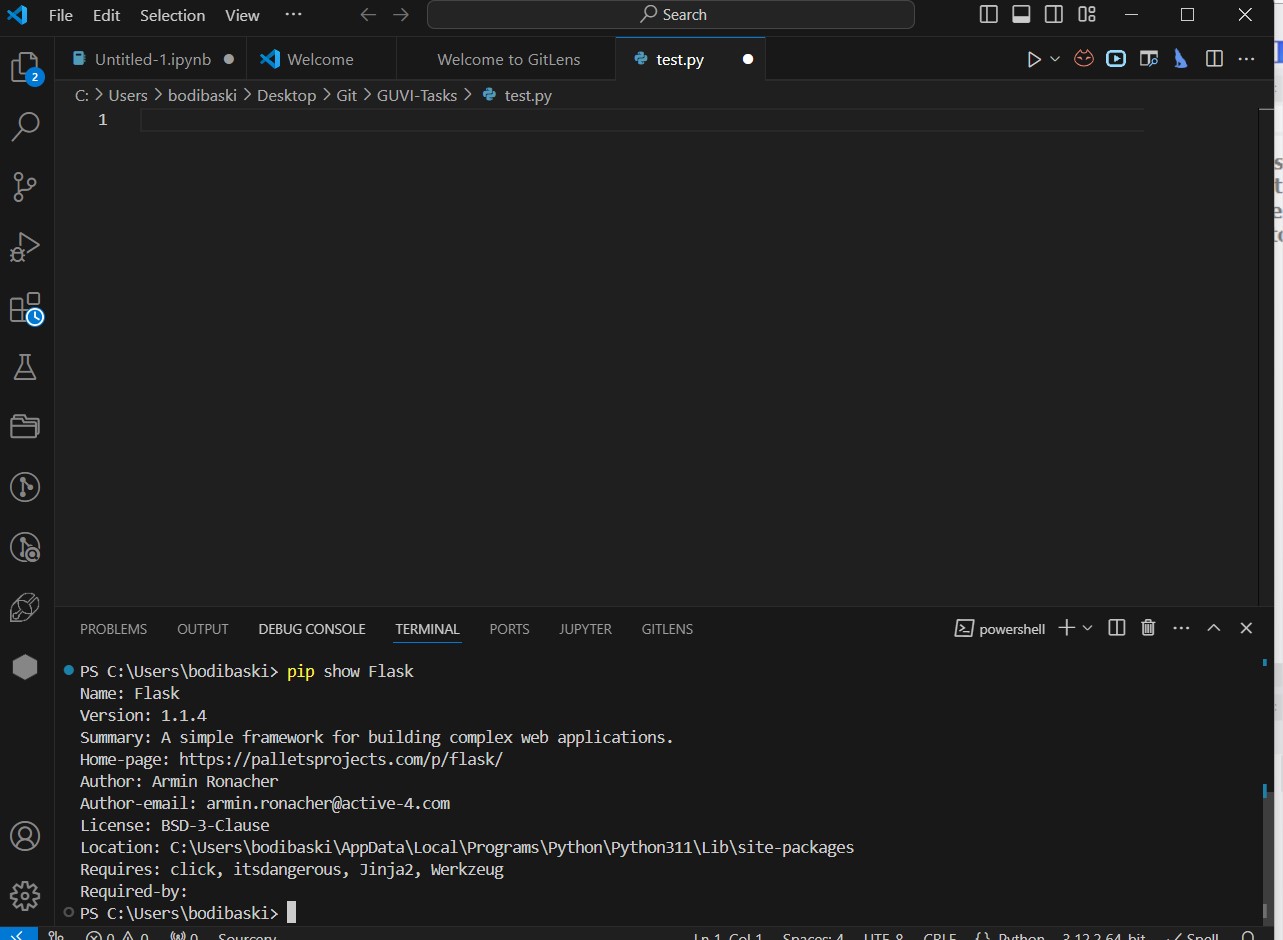 File Edit Selection View ··· Search
Untitled-1.ipynb Welcome Welcome to GitLens test.py
C: > Users > bodibaski > Desktop > Git > GUVI-Tasks > test.py
1
2
PROBLEMS OUTPUT DEBUG CONSOLE TERMINAL PORTS JUPYTER GITLENS powershell
PS C:\Users\bodibaski> pip show Flask
Name: Flask
Version: 1.1.4
Summary: A simple framework for building complex web applications.
Home-page: https://palletsprojects.com/p/flask/
Author: Armin Ronacher
Author-email: armin.ronacher@active-4.com
License: BSD-3-Clause
Location: C:\Users\bodibaski\AppData\Local\Programs\Python\Python311\Lib\site-packages
Requires: click, itsdangerous, Jinja2, Werkzeug
Required-by:
PS C:\Users\bodibaski>
0 0 0 Sourcery Ln 1, Col 1 Spaces: 4 UTF-8 CRLF {} Python 3.12.2 64-bit Spell